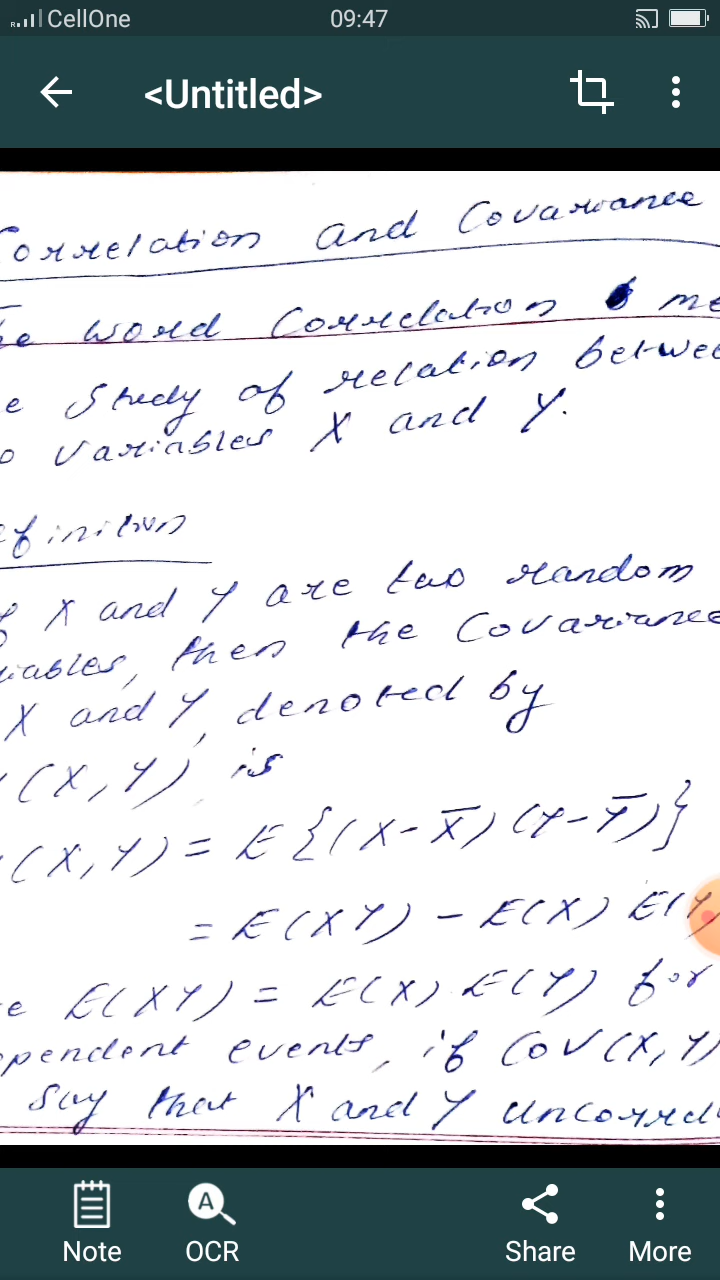 CellOne 09:47
<Untitled>
orrelation and Covariance
e word Correlation me
e Study of relation betwee
o variables X and Y.
efinition
f X and Y are two random
iables, then the Covariance
X and Y, denoted by
(X, Y) is
(X, Y) = E {(X - X̅) (Y - Y̅)}
= E(XY) - E(X) E(Y
e E(XY) = E(X). E(Y) for
pendent events, if Cov (X, Y)
say that X and Y uncorrel
Note OCR Share More